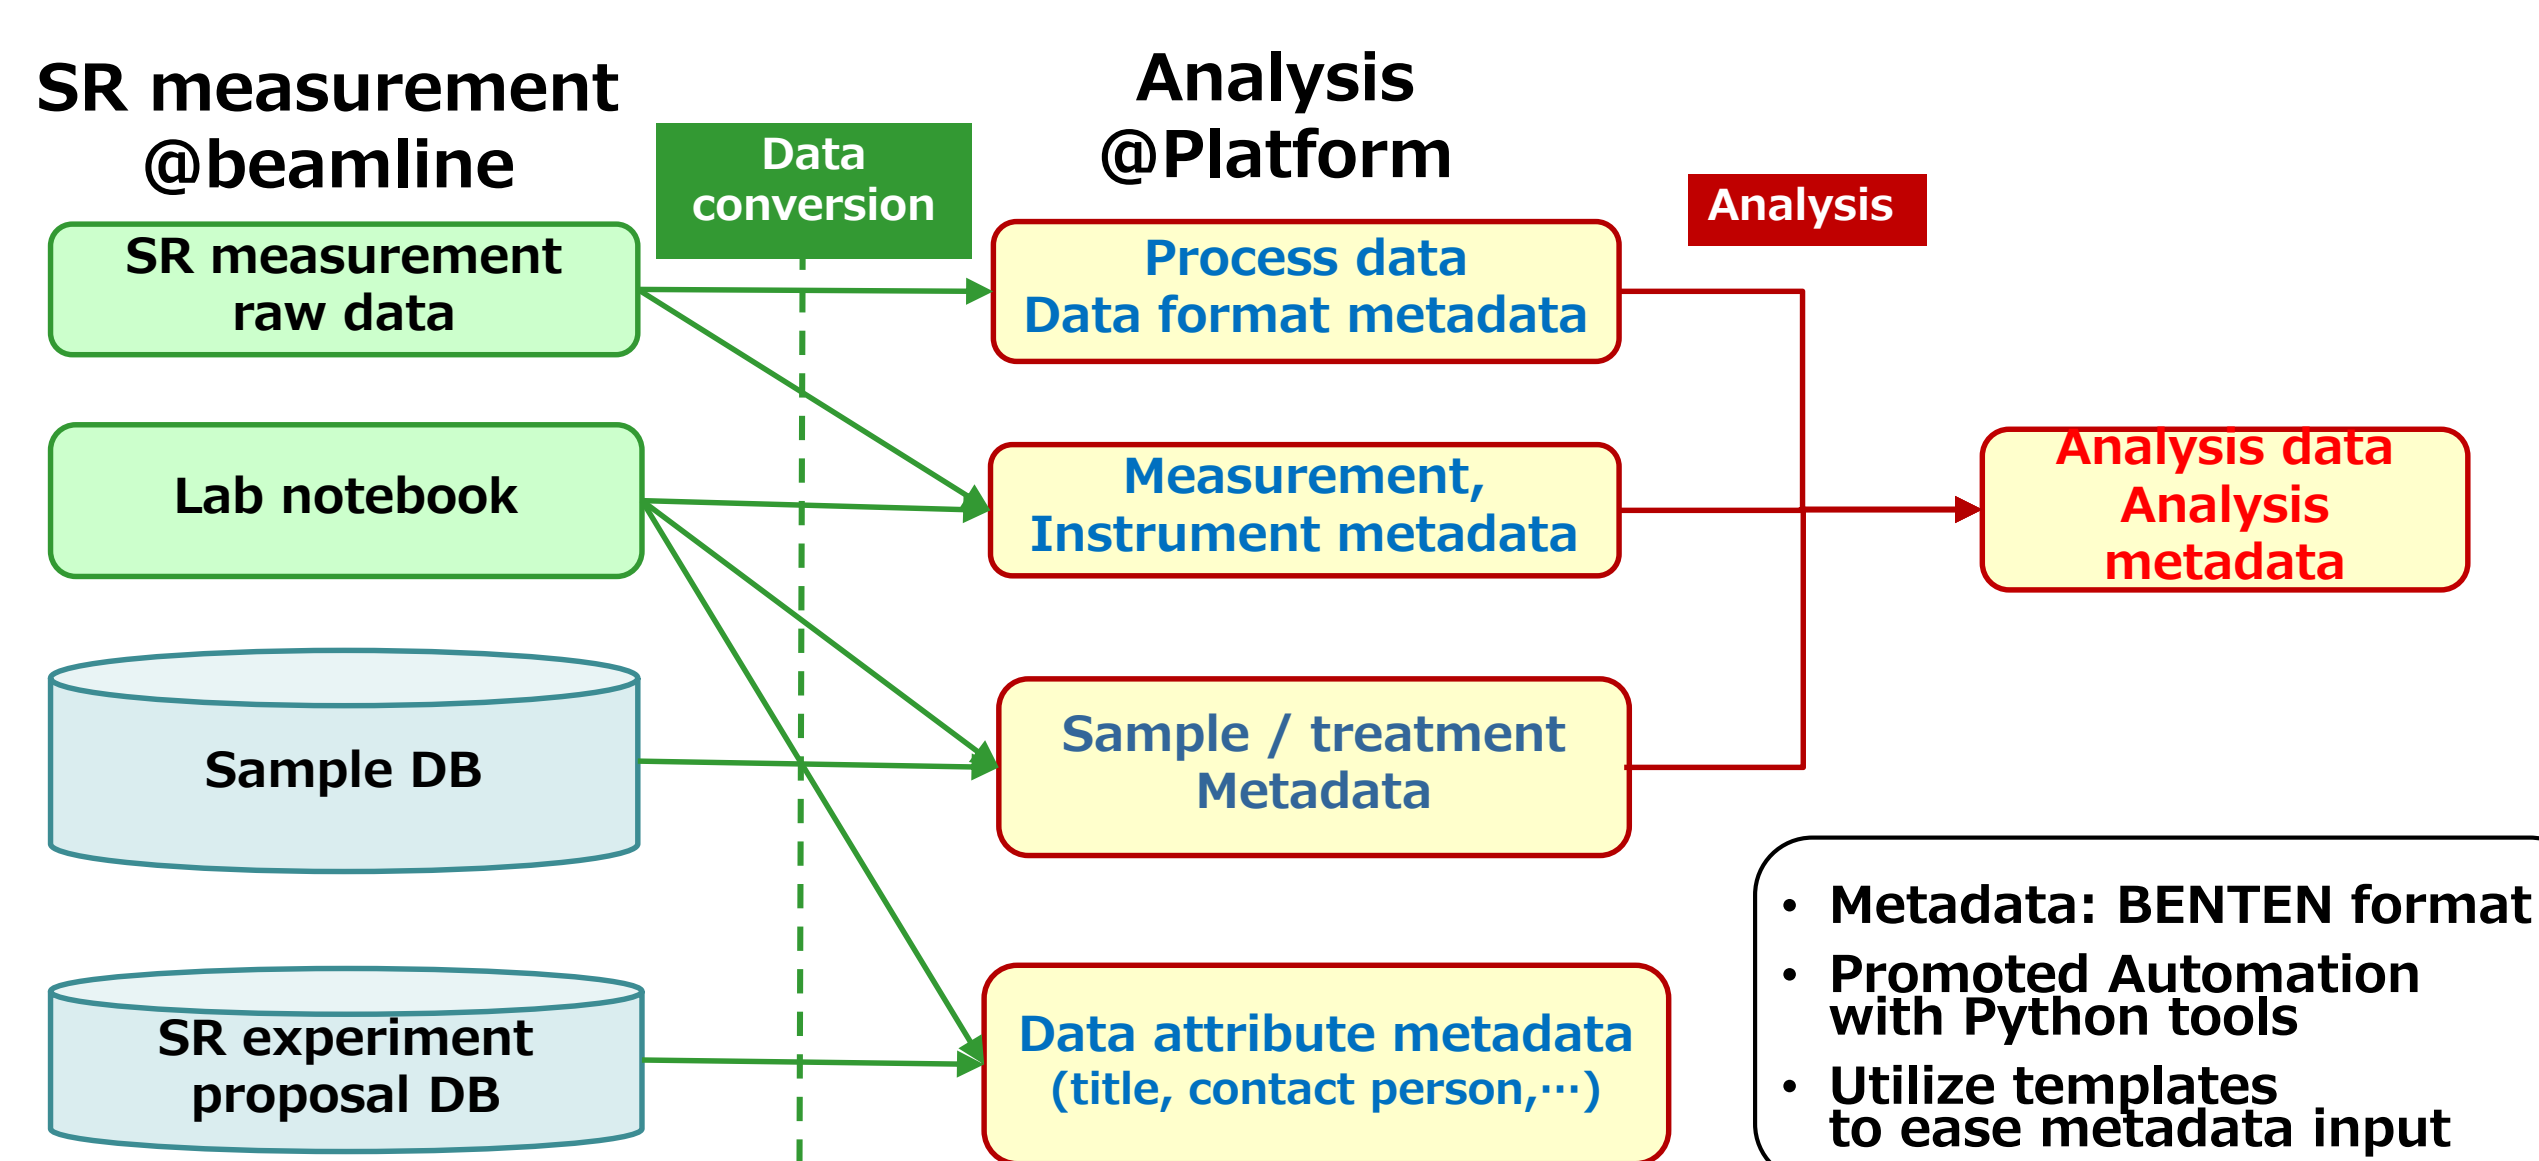 SR measurement
@beamline
Data
conversion
Analysis
@Platform
Analysis
SR measurement
raw data
Process data
Data format metadata
Lab notebook
Measurement,
Instrument metadata
Analysis data
Analysis
metadata
Sample DB
Sample / treatment
Metadata
SR experiment
proposal DB
Data attribute metadata
(title, contact person,⋯)
• Metadata: BENTEN format
• Promoted Automation
with Python tools
• Utilize templates
to ease metadata input